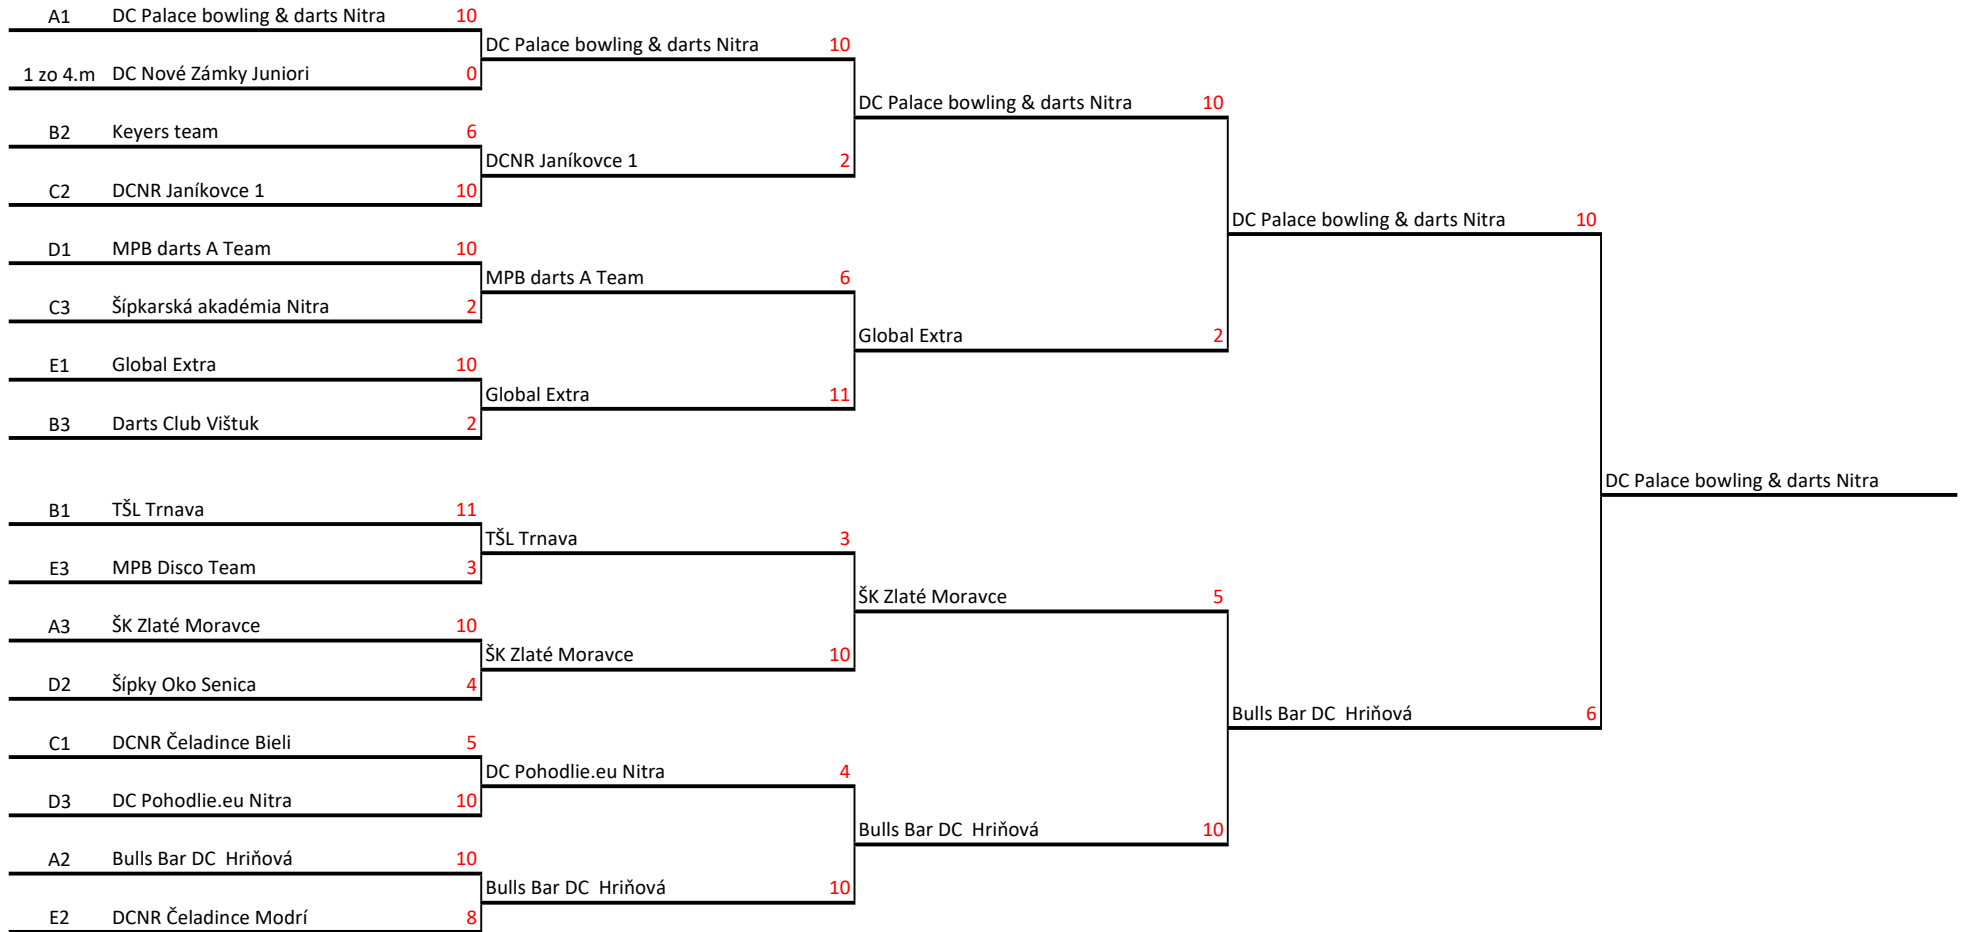 A1 DC Palace bowling & darts Nitra 10
DC Palace bowling & darts Nitra 10
1 zo 4.m DC Nové Zámky Juniori 0
DC Palace bowling & darts Nitra 10
B2 Keyers team 6
DCNR Janíkovce 1 2
C2 DCNR Janíkovce 1 10
DC Palace bowling & darts Nitra 10
D1 MPB darts A Team 10
MPB darts A Team 6
C3 Šípkarská akadémia Nitra 2
Global Extra 2
E1 Global Extra 10
Global Extra 11
B3 Darts Club Vištuk 2
DC Palace bowling & darts Nitra
B1 TŠL Trnava 11
TŠL Trnava 3
E3 MPB Disco Team 3
ŠK Zlaté Moravce 5
A3 ŠK Zlaté Moravce 10
ŠK Zlaté Moravce 10
D2 Šípky Oko Senica 4
Bulls Bar DC  Hriňová 6
C1 DCNR Čeladince Bieli 5
DC Pohodlie.eu Nitra 4
D3 DC Pohodlie.eu Nitra 10
Bulls Bar DC  Hriňová 10
A2 Bulls Bar DC  Hriňová 10
Bulls Bar DC  Hriňová 10
E2 DCNR Čeladince Modrí 8